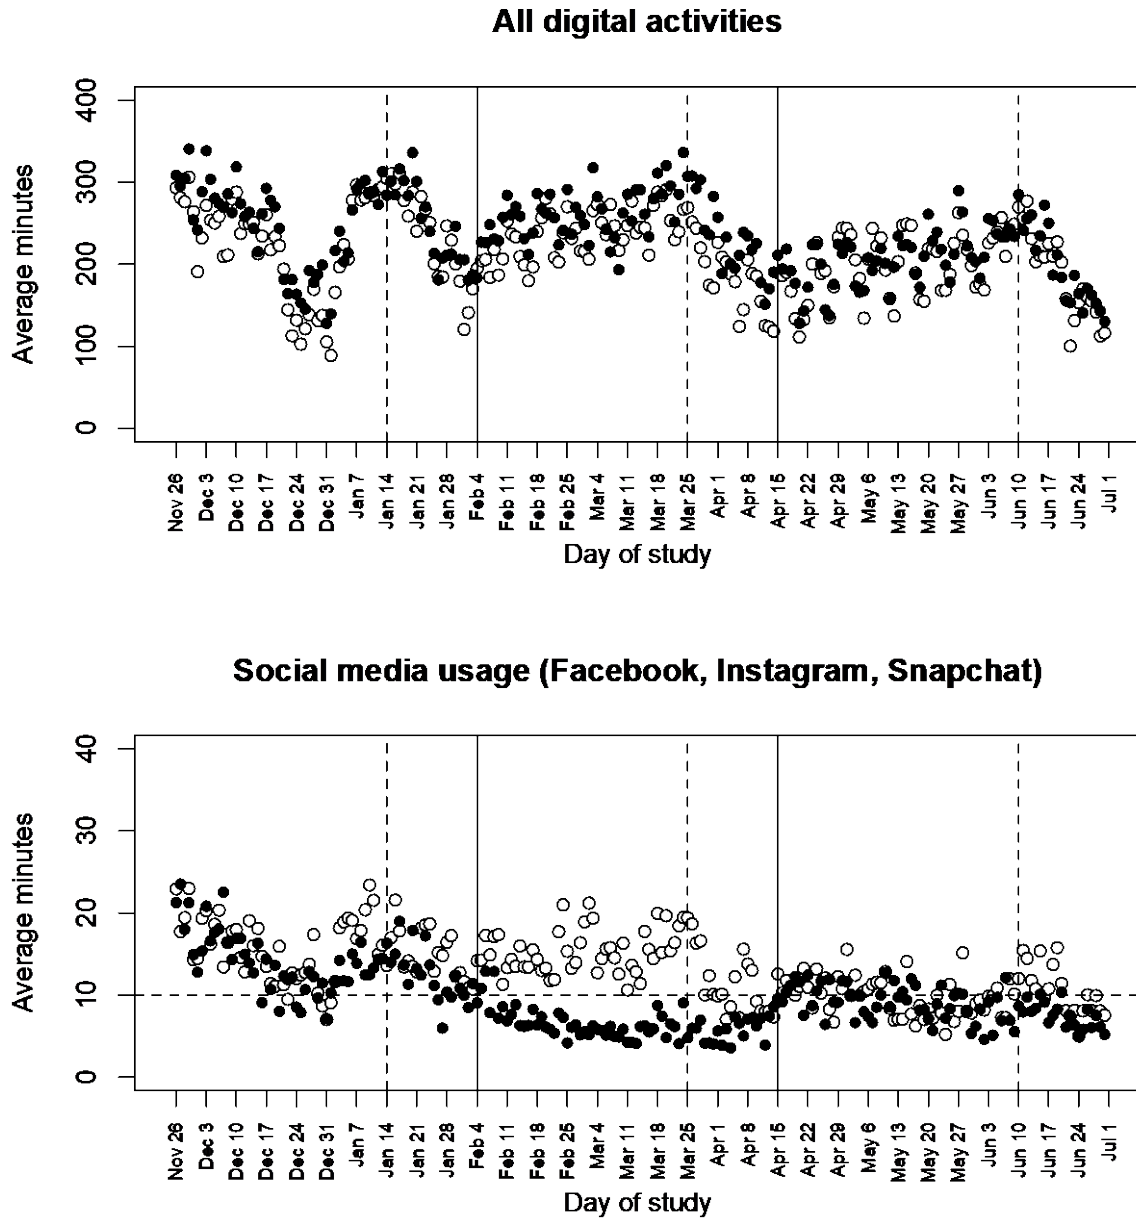 All digital activities
Average minutes
400
300
200
100
0
Nov 26
Dec 3
Dec 10
Dec 17
Dec 24
Dec 31
Jan 7
Jan 14
Jan 21
Jan 28
Feb 4
Feb 11
Feb 18
Feb 25
Mar 4
Mar 11
Mar 18
Mar 25
Apr 1
Apr 8
Apr 15
Apr 22
Apr 29
May 6
May 13
May 20
May 27
Jun 3
Jun 10
Jun 17
Jun 24
Jul 1
Day of study
Social media usage (Facebook, Instagram, Snapchat)
Average minutes
40
30
20
10
0
Nov 26
Dec 3
Dec 10
Dec 17
Dec 24
Dec 31
Jan 7
Jan 14
Jan 21
Jan 28
Feb 4
Feb 11
Feb 18
Feb 25
Mar 4
Mar 11
Mar 18
Mar 25
Apr 1
Apr 8
Apr 15
Apr 22
Apr 29
May 6
May 13
May 20
May 27
Jun 3
Jun 10
Jun 17
Jun 24
Jul 1
Day of study